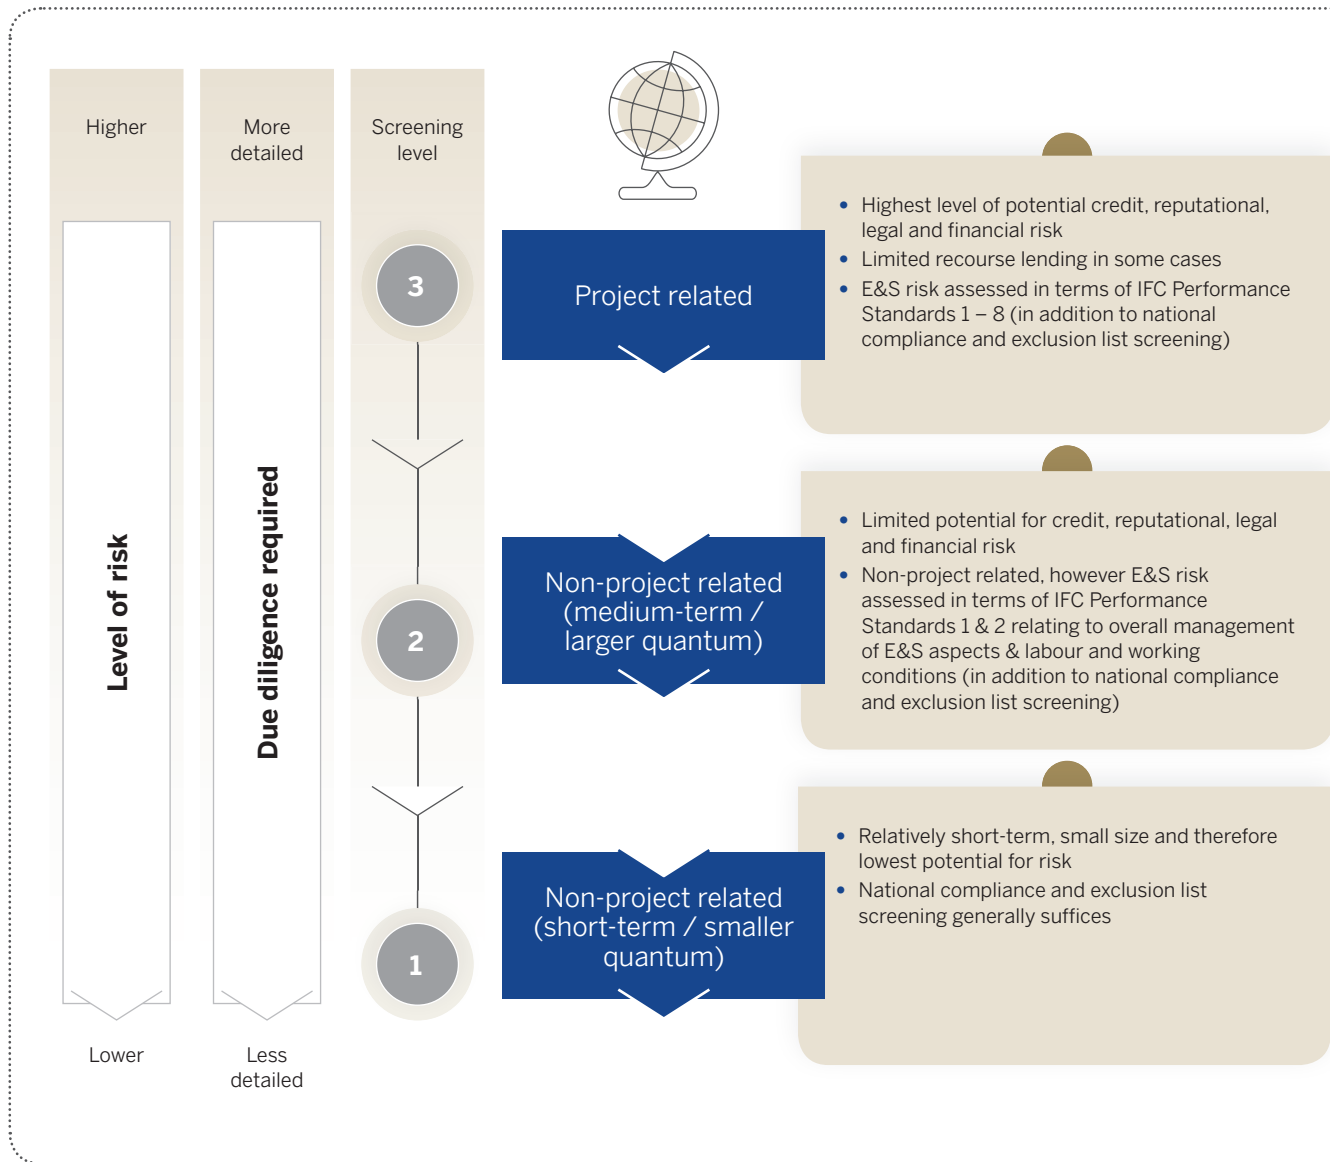 Higher
More
detailed
Screening
level
Level of risk
Due diligence required
3
2
1
Lower
Less
detailed
Project related
• Highest level of potential credit, reputational,
legal and financial risk
• Limited recourse lending in some cases
• E&S risk assessed in terms of IFC Performance
Standards 1 – 8 (in addition to national
compliance and exclusion list screening)
Non-project related
(medium-term /
larger quantum)
• Limited potential for credit, reputational, legal
and financial risk
• Non-project related, however E&S risk
assessed in terms of IFC Performance
Standards 1 & 2 relating to overall management
of E&S aspects & labour and working
conditions (in addition to national compliance
and exclusion list screening)
Non-project related
(short-term / smaller
quantum)
• Relatively short-term, small size and therefore
lowest potential for risk
• National compliance and exclusion list
screening generally suffices